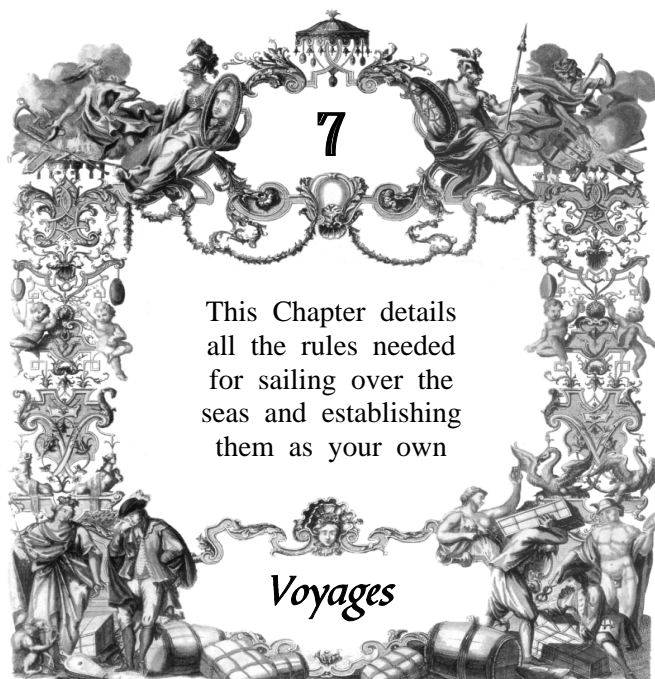 7
This Chapter details
all the rules needed
for sailing over the
seas and establishing
them as your own
Voyages